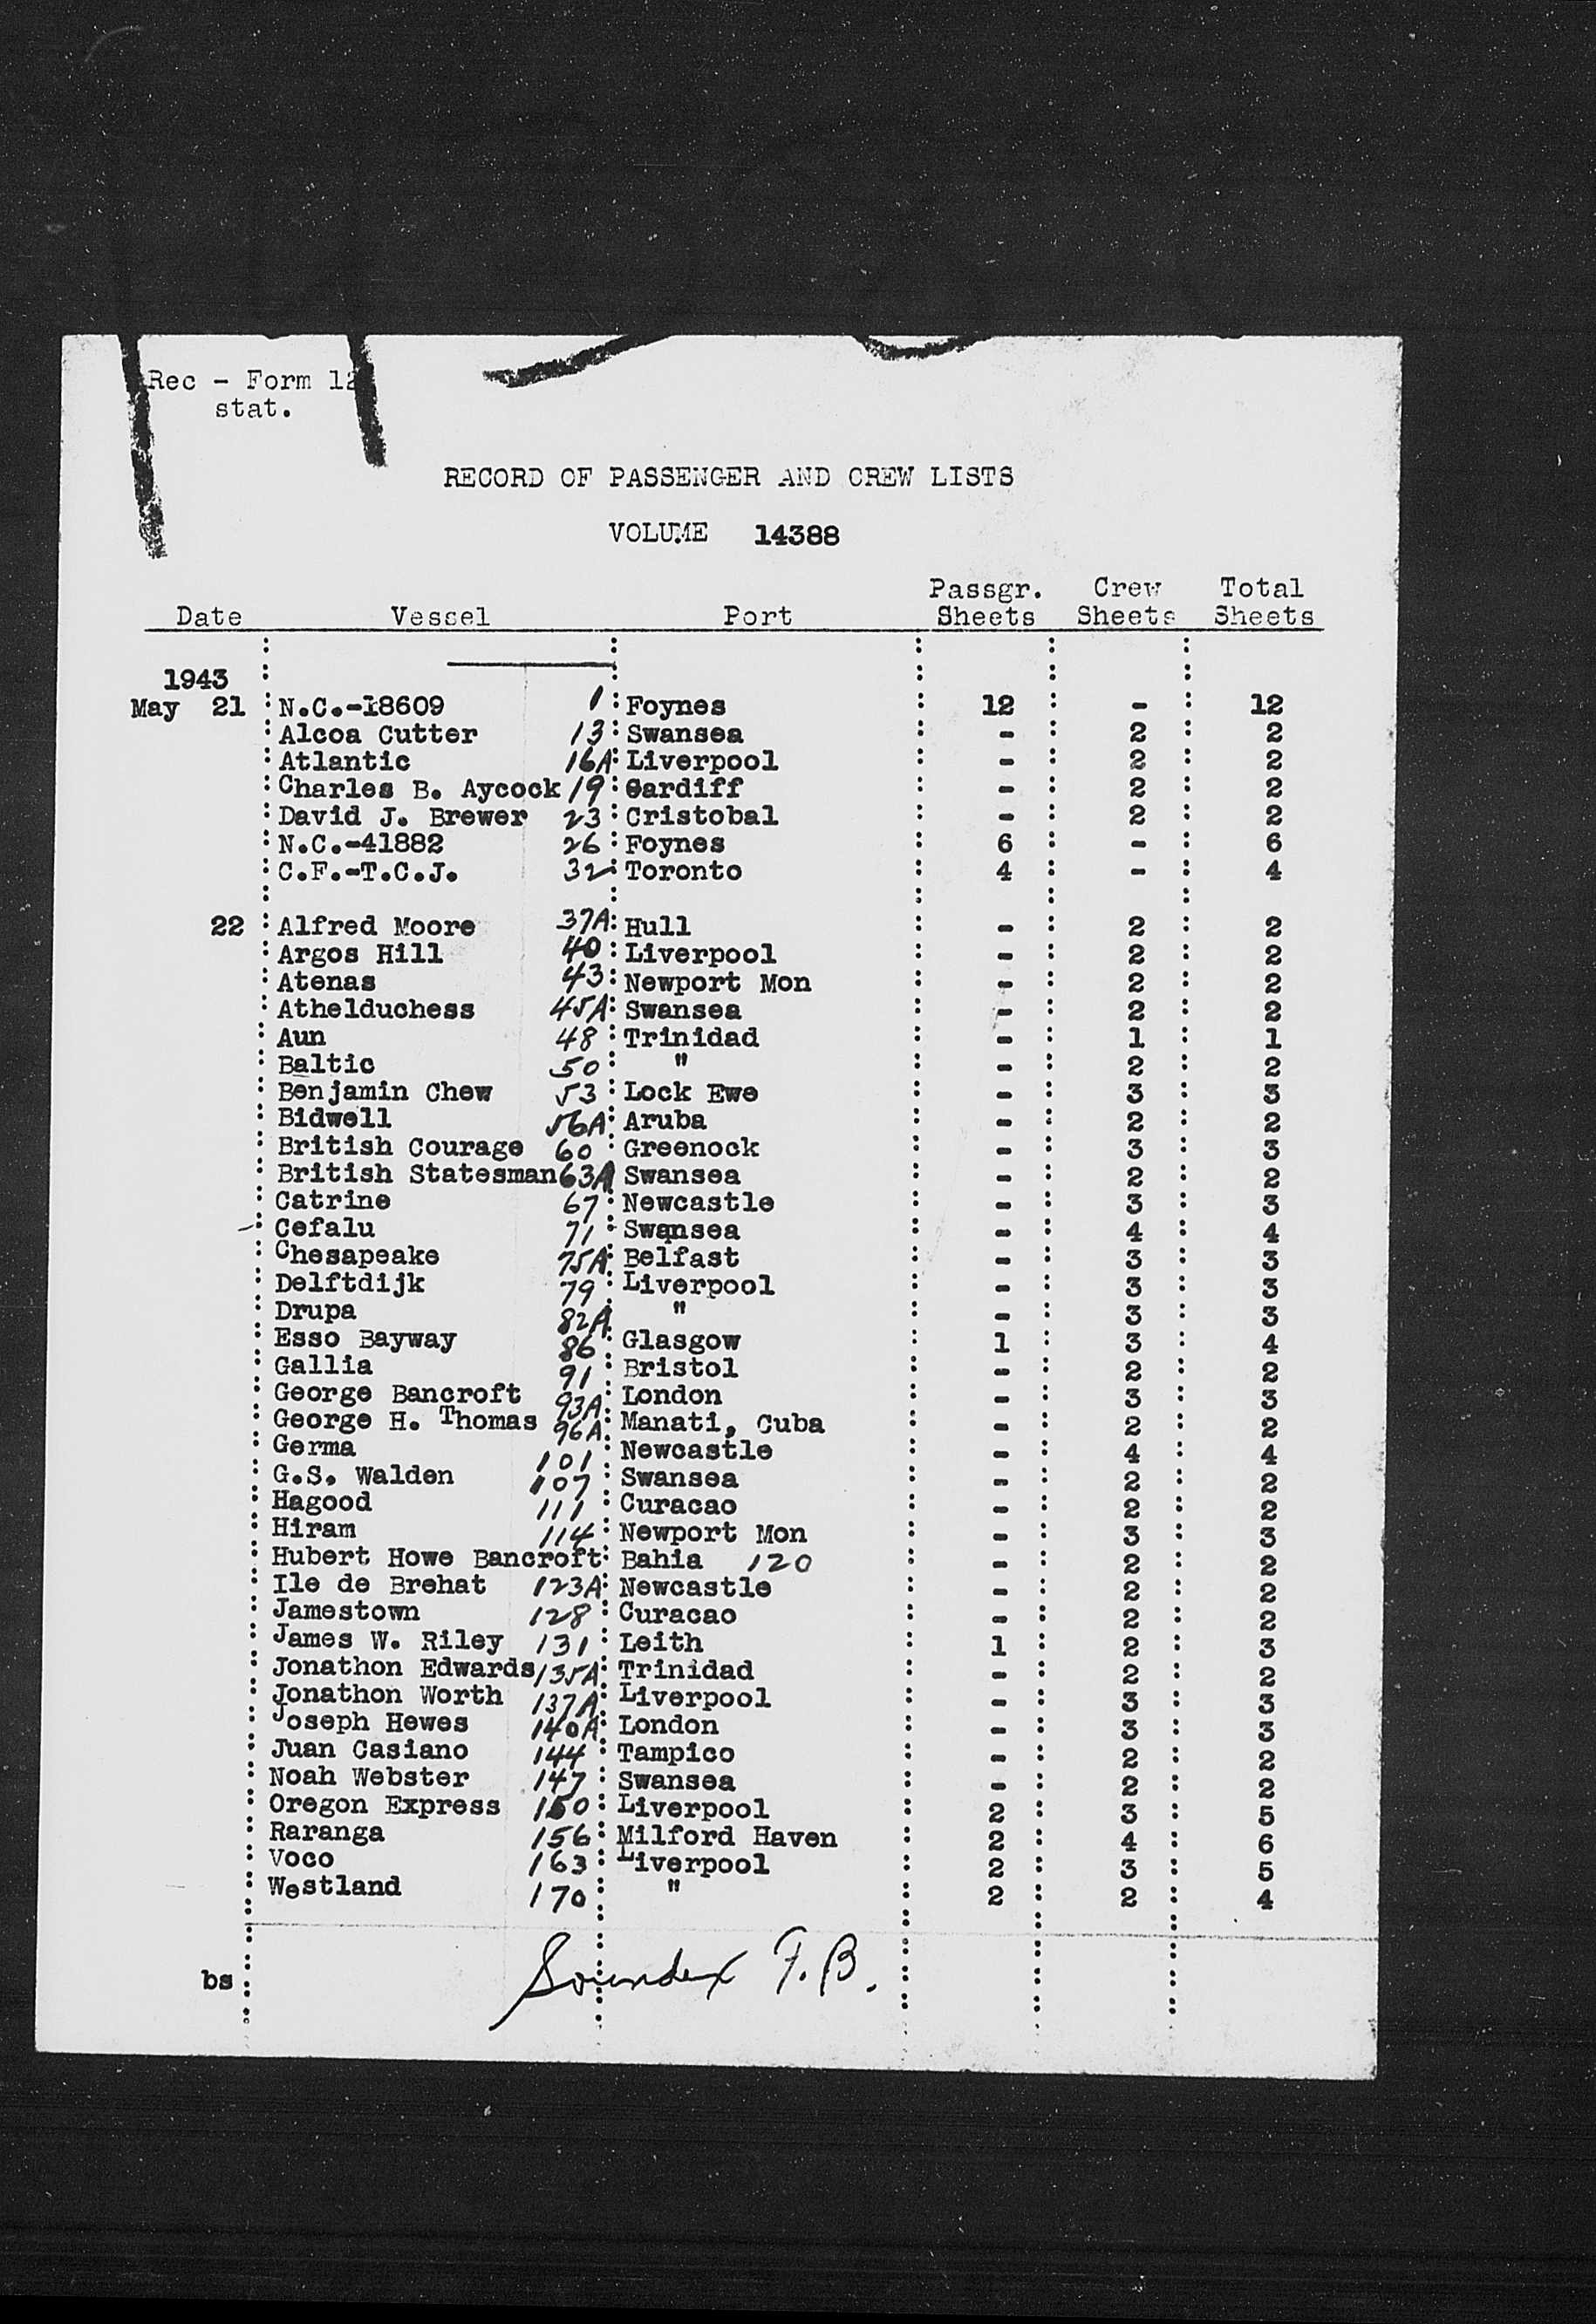 Rec - Form 12
stat.
RECORD OF PASSENGER AND CREW LISTS
VOLUME 14388
Passgr. Crew Total
Date Vessel Port Sheets Sheets Sheets
1943
May 21 N.C.-18609 1 Foynes 12 - 12
Alcoa Cutter 13 Swansea - 2 2
Atlantic 16A Liverpool - 2 2
Charles B. Aycock 19 Cardiff - 2 2
David J. Brewer 23 Cristobal - 2 2
N.C.-41882 26 Foynes 6 - 6
C.F.-T.C.J. 32 Toronto 4 - 4
22 Alfred Moore 37A Hull - 2 2
Argos Hill 40 Liverpool - 2 2
Atenas 43 Newport Mon - 2 2
Athelduchess 45A Swansea - 2 2
Aun 48 Trinidad - 1 1
Baltic 50 " - 2 2
Benjamin Chew 53 Lock Ewe - 3 3
Bidwell 56A Aruba - 2 2
British Courage 60 Greenock - 3 3
British Statesman 63A Swansea - 2 2
Catrine 67 Newcastle - 3 3
Cefalu 71 Swansea - 4 4
Chesapeake 75A Belfast - 3 3
Delftdijk 79 Liverpool - 3 3
Drupa 82A " - 3 3
Esso Bayway 86 Glasgow 1 3 4
Gallia 91 Bristol - 2 2
George Bancroft 93A London - 3 3
George H. Thomas 96A Manati, Cuba - 2 2
Germa 101 Newcastle - 4 4
G.S. Walden 107 Swansea - 2 2
Hagood 111 Curacao - 2 2
Hiram 114 Newport Mon - 3 3
Hubert Howe Bancroft Bahia 120 - 2 2
Ile de Brehat 123A Newcastle - 2 2
Jamestown 128 Curacao - 2 2
James W. Riley 131 Leith 1 2 3
Jonathon Edwards 135A Trinidad - 2 2
Jonathon Worth 137A Liverpool - 3 3
Joseph Hewes 140A London - 3 3
Juan Casiano 144 Tampico - 2 2
Noah Webster 147 Swansea - 2 2
Oregon Express 150 Liverpool 2 3 5
Raranga 156 Milford Haven 2 4 6
Voco 163 Liverpool 2 3 5
Westland 170 " 2 2 4
bs Soundex F.B.